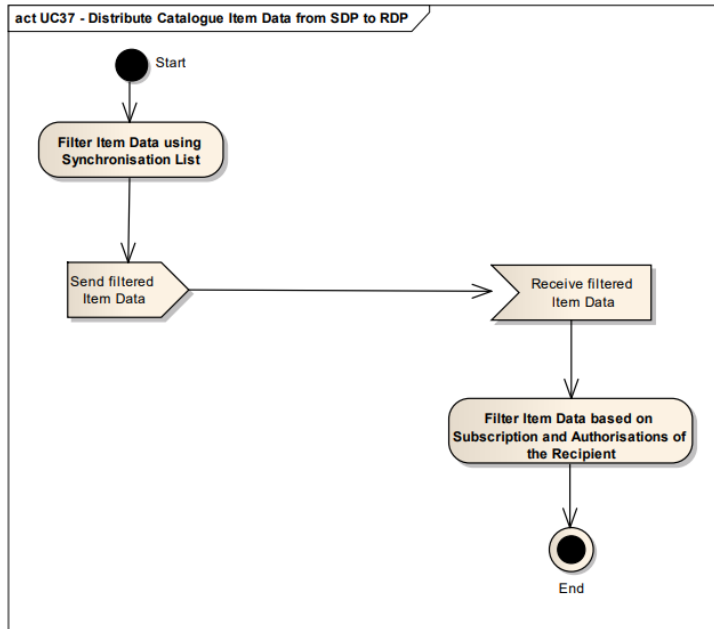 act UC37 - Distribute Catalogue Item Data from SDP to RDP
Start
Filter Item Data using
Synchronisation List
Send filtered
Item Data
Receive filtered
Item Data
Filter Item Data based on
Subscription and Authorisations of
the Recipient
End